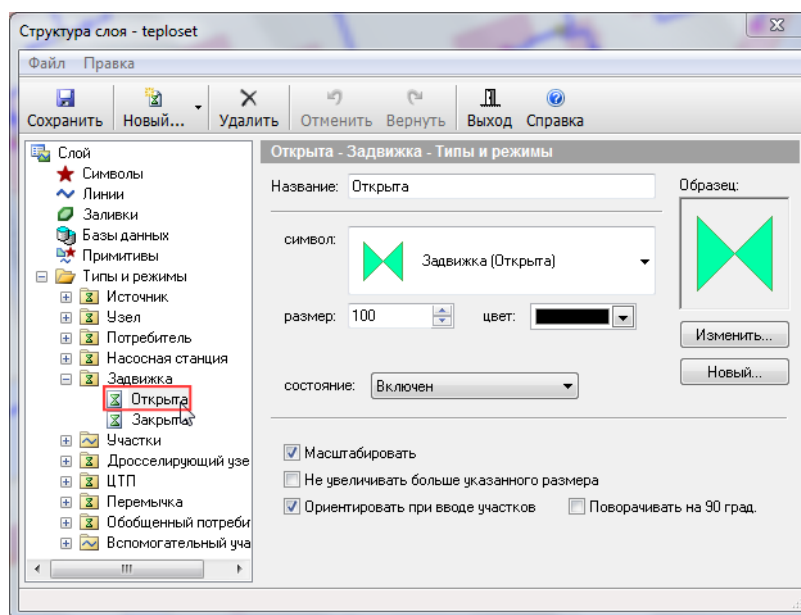 Структура слоя - teploset
Файл Правка
Сохранить Новый... Удалить Отменить Вернуть Выход Справка
Слой
Символы
Линии
Заливки
Базы данных
Примитивы
Типы и режимы
Источник
Узел
Потребитель
Насосная станция
Задвижка
Открыта
Закрыта
Участки
Дросселирующий узе
ЦТП
Перемычка
Обобщенный потреби
Вспомогательный уча
Открыта - Задвижка - Типы и режимы
Название: Открыта
Образец:
символ: Задвижка (Открыта)
размер: 100 цвет:
Изменить...
Новый...
состояние: Включен
Масштабировать
Не увеличивать больше указанного размера
Ориентировать при вводе участков Поворачивать на 90 град.